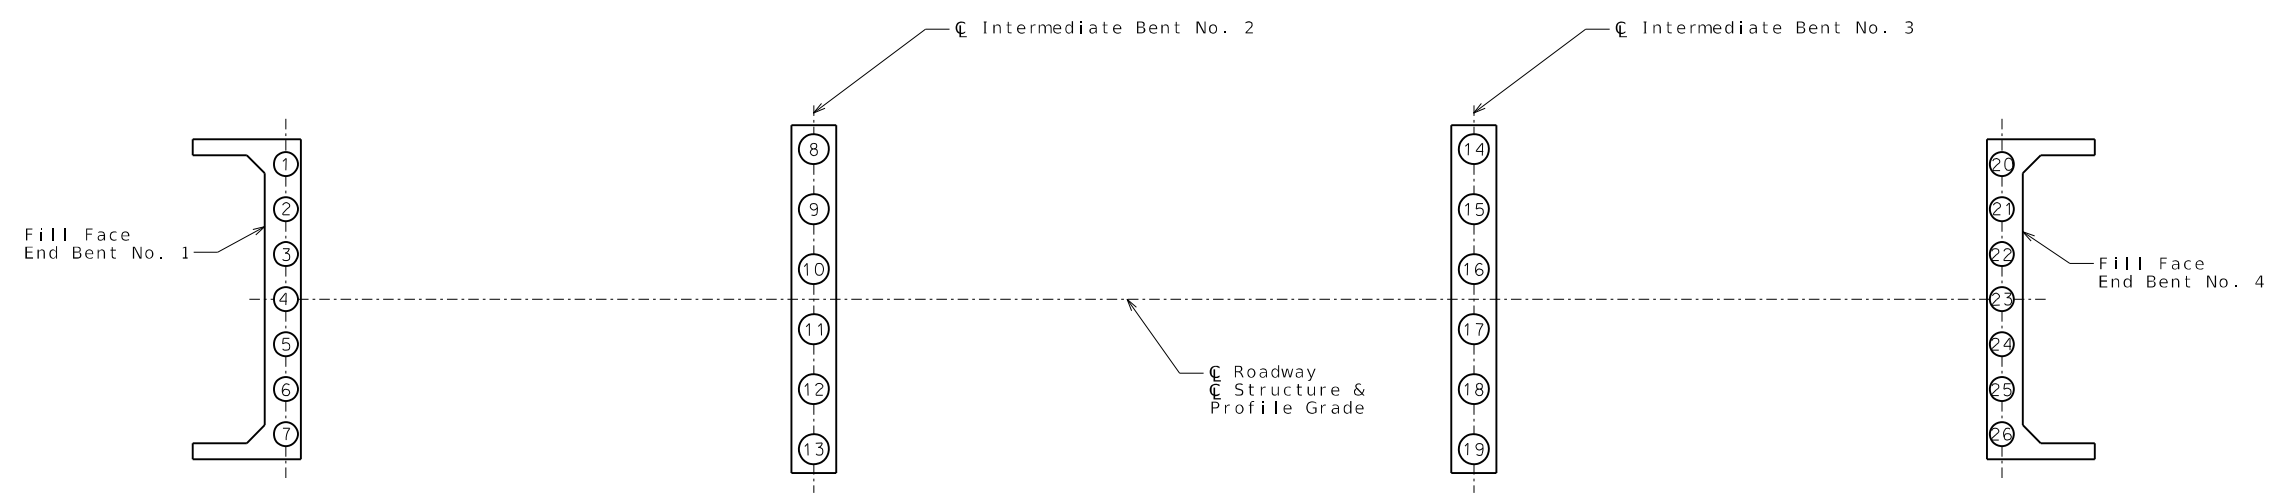 ℄ Intermediate Bent No. 2
℄ Intermediate Bent No. 3
Fill Face
End Bent No. 1
Fill Face
End Bent No. 4
℄ Roadway
℄ Structure &
Profile Grade
1
2
3
4
5
6
7
8
9
10
11
12
13
14
15
16
17
18
19
20
21
22
23
24
25
26